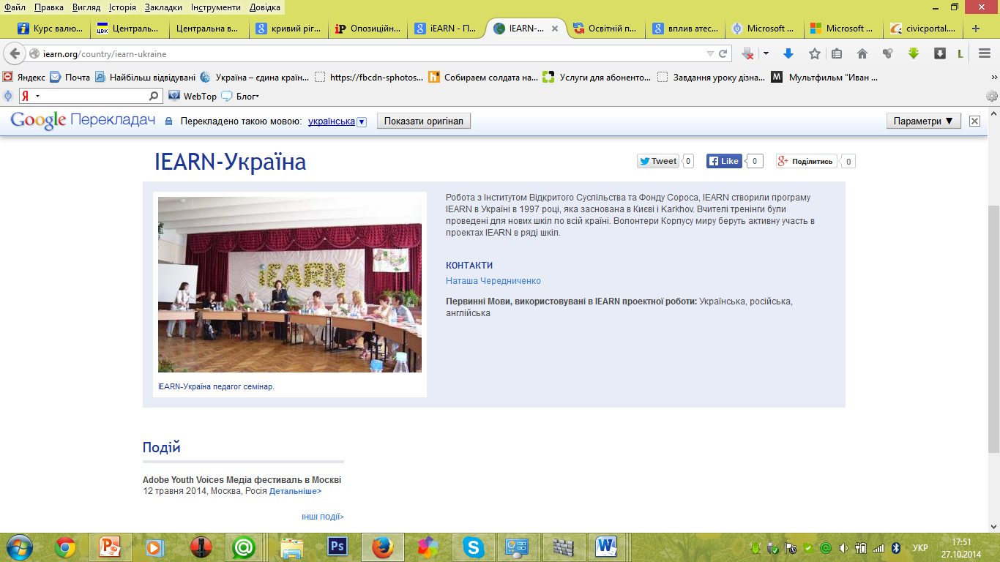 Файл Правка Вигляд Історія Закладки Інструменти Довідка
Курс валю... Централь... Центральна в... кривий ріг... Опозиційн... iEARN - П... IEARN-... Освітній п... вплив атес... Microsoft ... Microsoft ... civicportal....
iearn.org/country/iearn-ukraine
Яндекс Почта Найбільш відвідувані Україна – єдина країн... https://fbcdn-sphotos... Собираем солдата на... Услуги для абоненто... Завдання уроку дізна... Мультфильм "Иван ...
Я WebTop Блог
Google Перекладач Перекладено такою мовою: українська Показати оригінал Параметри ▼
IEARN-Україна
Tweet 0 Like 0 Поділитись 0
Робота з Інститутом Відкритого Суспільства та Фонду Сороса, IEARN створили програму
IEARN в Україні в 1997 році, яка заснована в Києві і Karkhov. Вчителі тренінги були
проведені для нових шкіл по всій країні. Волонтери Корпусу миру беруть активну участь в
проектах IEARN в ряді шкіл.
iEARN
КОНТАКТИ
Наташа Чередниченко
Первинні Мови, використовувані в IEARN проектної роботи: Українська, російська,
англійська
IEARN-Україна педагог семінар.
Подій
Adobe Youth Voices Медіа фестиваль в Москві
12 травня 2014, Москва, Росія Детальніше>
ІНШІ ПОДІЇ>
УКР
17:51
27.10.2014